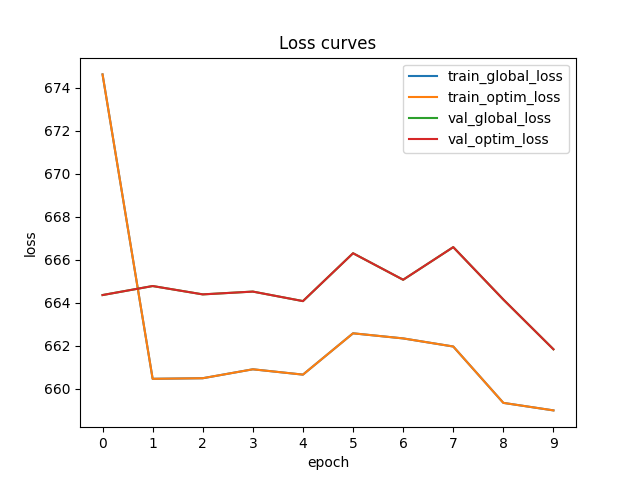 Loss curves
train_global_loss
train_optim_loss
val_global_loss
val_optim_loss
674
672
670
668
666
664
662
660
loss
0 1 2 3 4 5 6 7 8 9
epoch